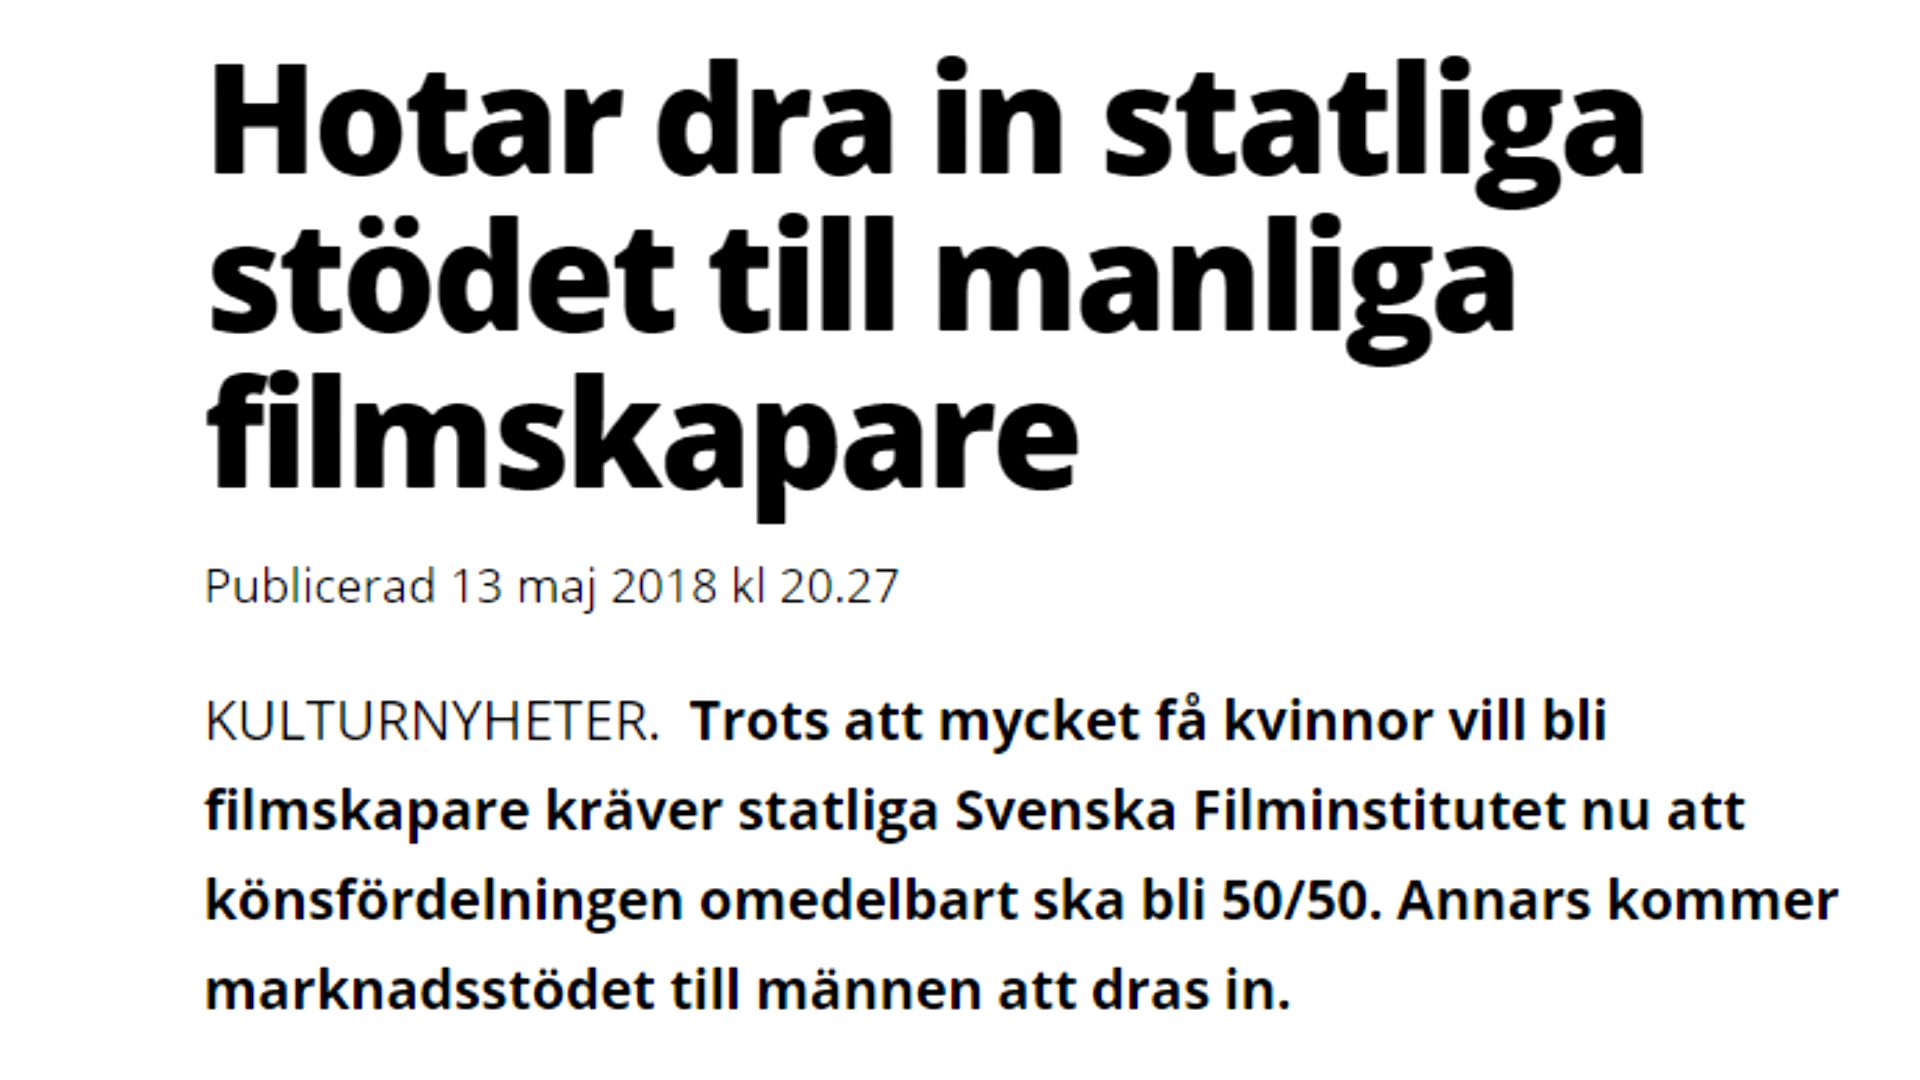 Hotar dra in statliga
stödet till manliga
filmskapare
Publicerad 13 maj 2018 kl 20.27
KULTURNYHETER. Trots att mycket få kvinnor vill bli
filmskapare kräver statliga Svenska Filminstitutet nu att
könsfördelningen omedelbart ska bli 50/50. Annars kommer
marknadsstödet till männen att dras in.